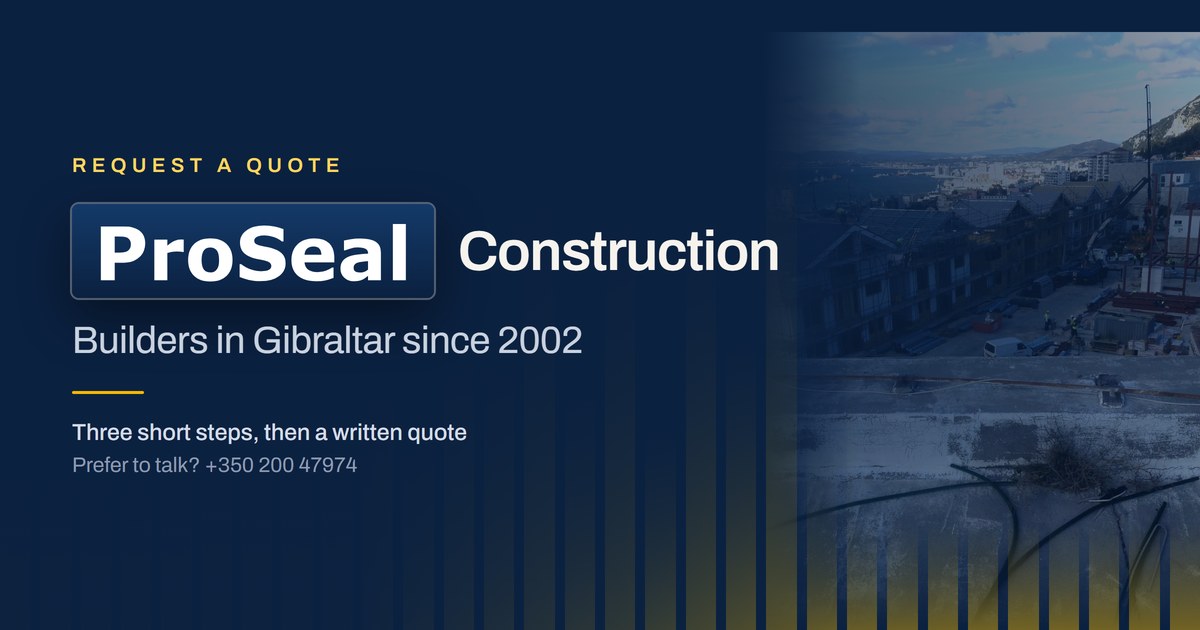 REQUEST A QUOTE
ProSeal Construction
Builders in Gibraltar since 2002
Three short steps, then a written quote
Prefer to talk? +350 200 47974